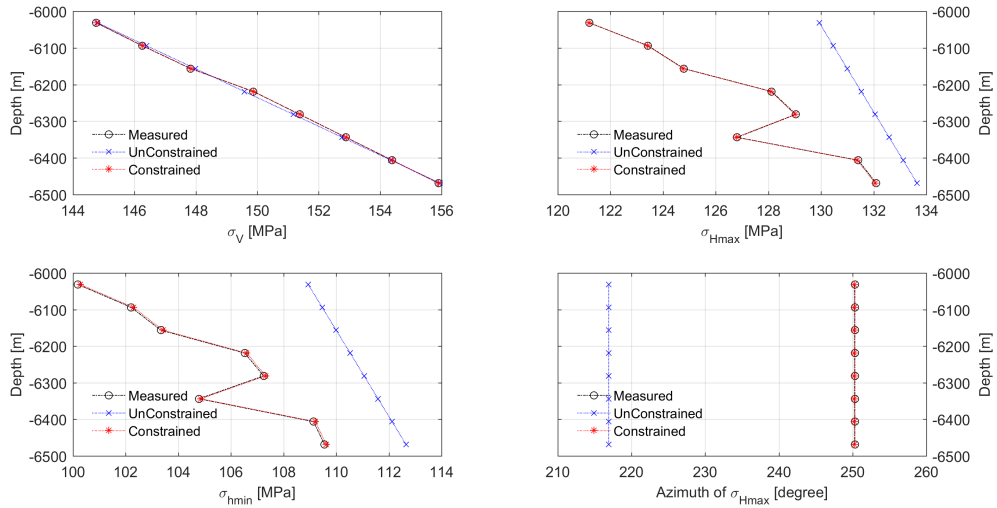 -6000
-6100
-6200
-6300
-6400
-6500
Depth [m]
Measured
UnConstrained
Constrained
144
146
148
150
152
154
156
σV [MPa]
-6000
-6100
-6200
-6300
-6400
-6500
Depth [m]
Measured
UnConstrained
Constrained
120
122
124
126
128
130
132
134
σHmax [MPa]
-6000
-6100
-6200
-6300
-6400
-6500
Depth [m]
Measured
UnConstrained
Constrained
100
102
104
106
108
110
112
114
σhmin [MPa]
-6000
-6100
-6200
-6300
-6400
-6500
Depth [m]
Measured
UnConstrained
Constrained
210
220
230
240
250
260
Azimuth of σHmax [degree]